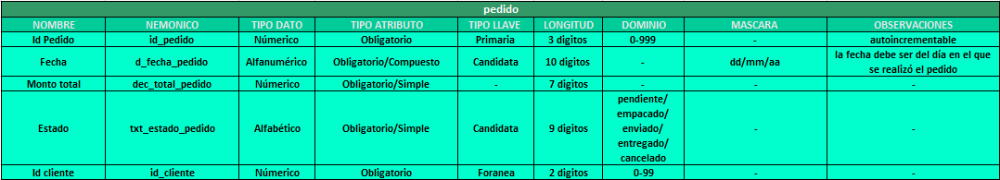 pedido
NOMBRE NEMONICO TIPO DATO TIPO ATRIBUTO TIPO LLAVE LONGITUD DOMINIO MASCARA OBSERVACIONES
Id Pedido id_pedido Númerico Obligatorio Primaria 3 digitos 0-999 - autoincrementable
Fecha d_fecha_pedido Alfanumérico Obligatorio/Compuesto Candidata 10 digitos - dd/mm/aa la fecha debe ser del día en el que
se realizó el pedido
Monto total dec_total_pedido Númerico Obligatorio/Simple - 7 digitos - - -
Estado txt_estado_pedido Alfabético Obligatorio/Simple Candidata 9 digitos pendiente/
empacado/
enviado/
entregado/
cancelado - -
Id cliente id_cliente Númerico Obligatorio Foranea 2 digitos 0-99 - -